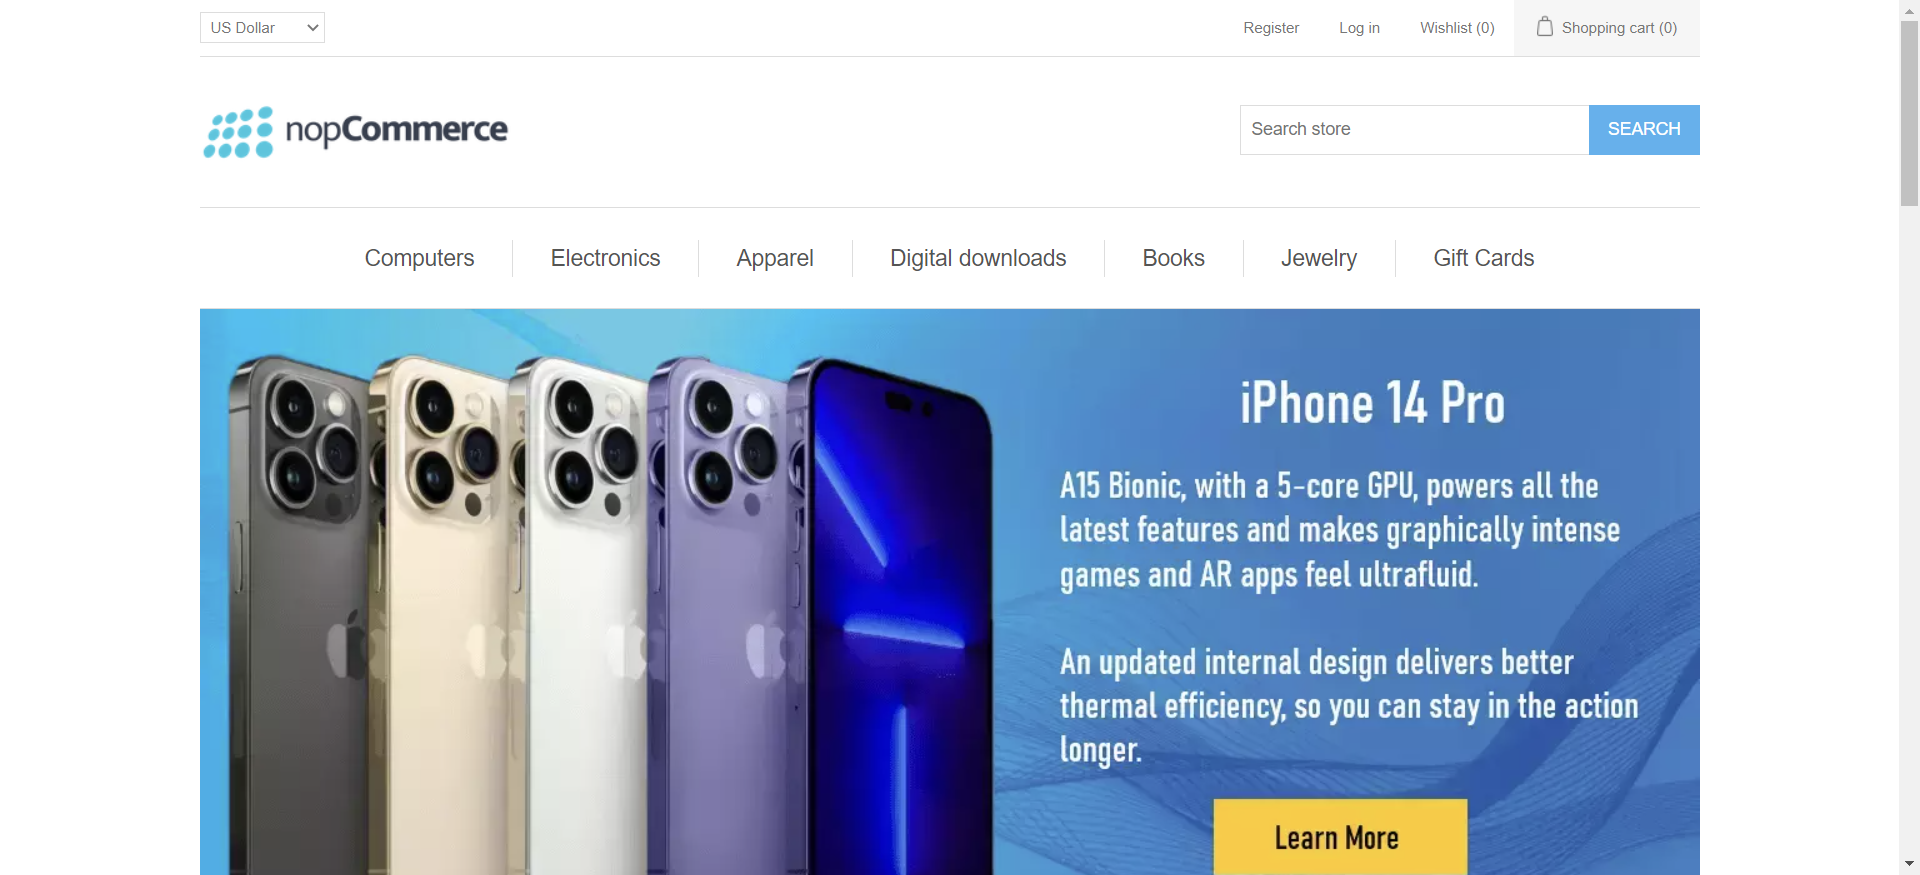 US Dollar
Register
Log in
Wishlist (0)
Shopping cart (0)
nopCommerce
Search store
SEARCH
Computers
Electronics
Apparel
Digital downloads
Books
Jewelry
Gift Cards
iPhone 14 Pro
A15 Bionic, with a 5-core GPU, powers all the
latest features and makes graphically intense
games and AR apps feel ultrafluid.
An updated internal design delivers better
thermal efficiency, so you can stay in the action
longer.
Learn More